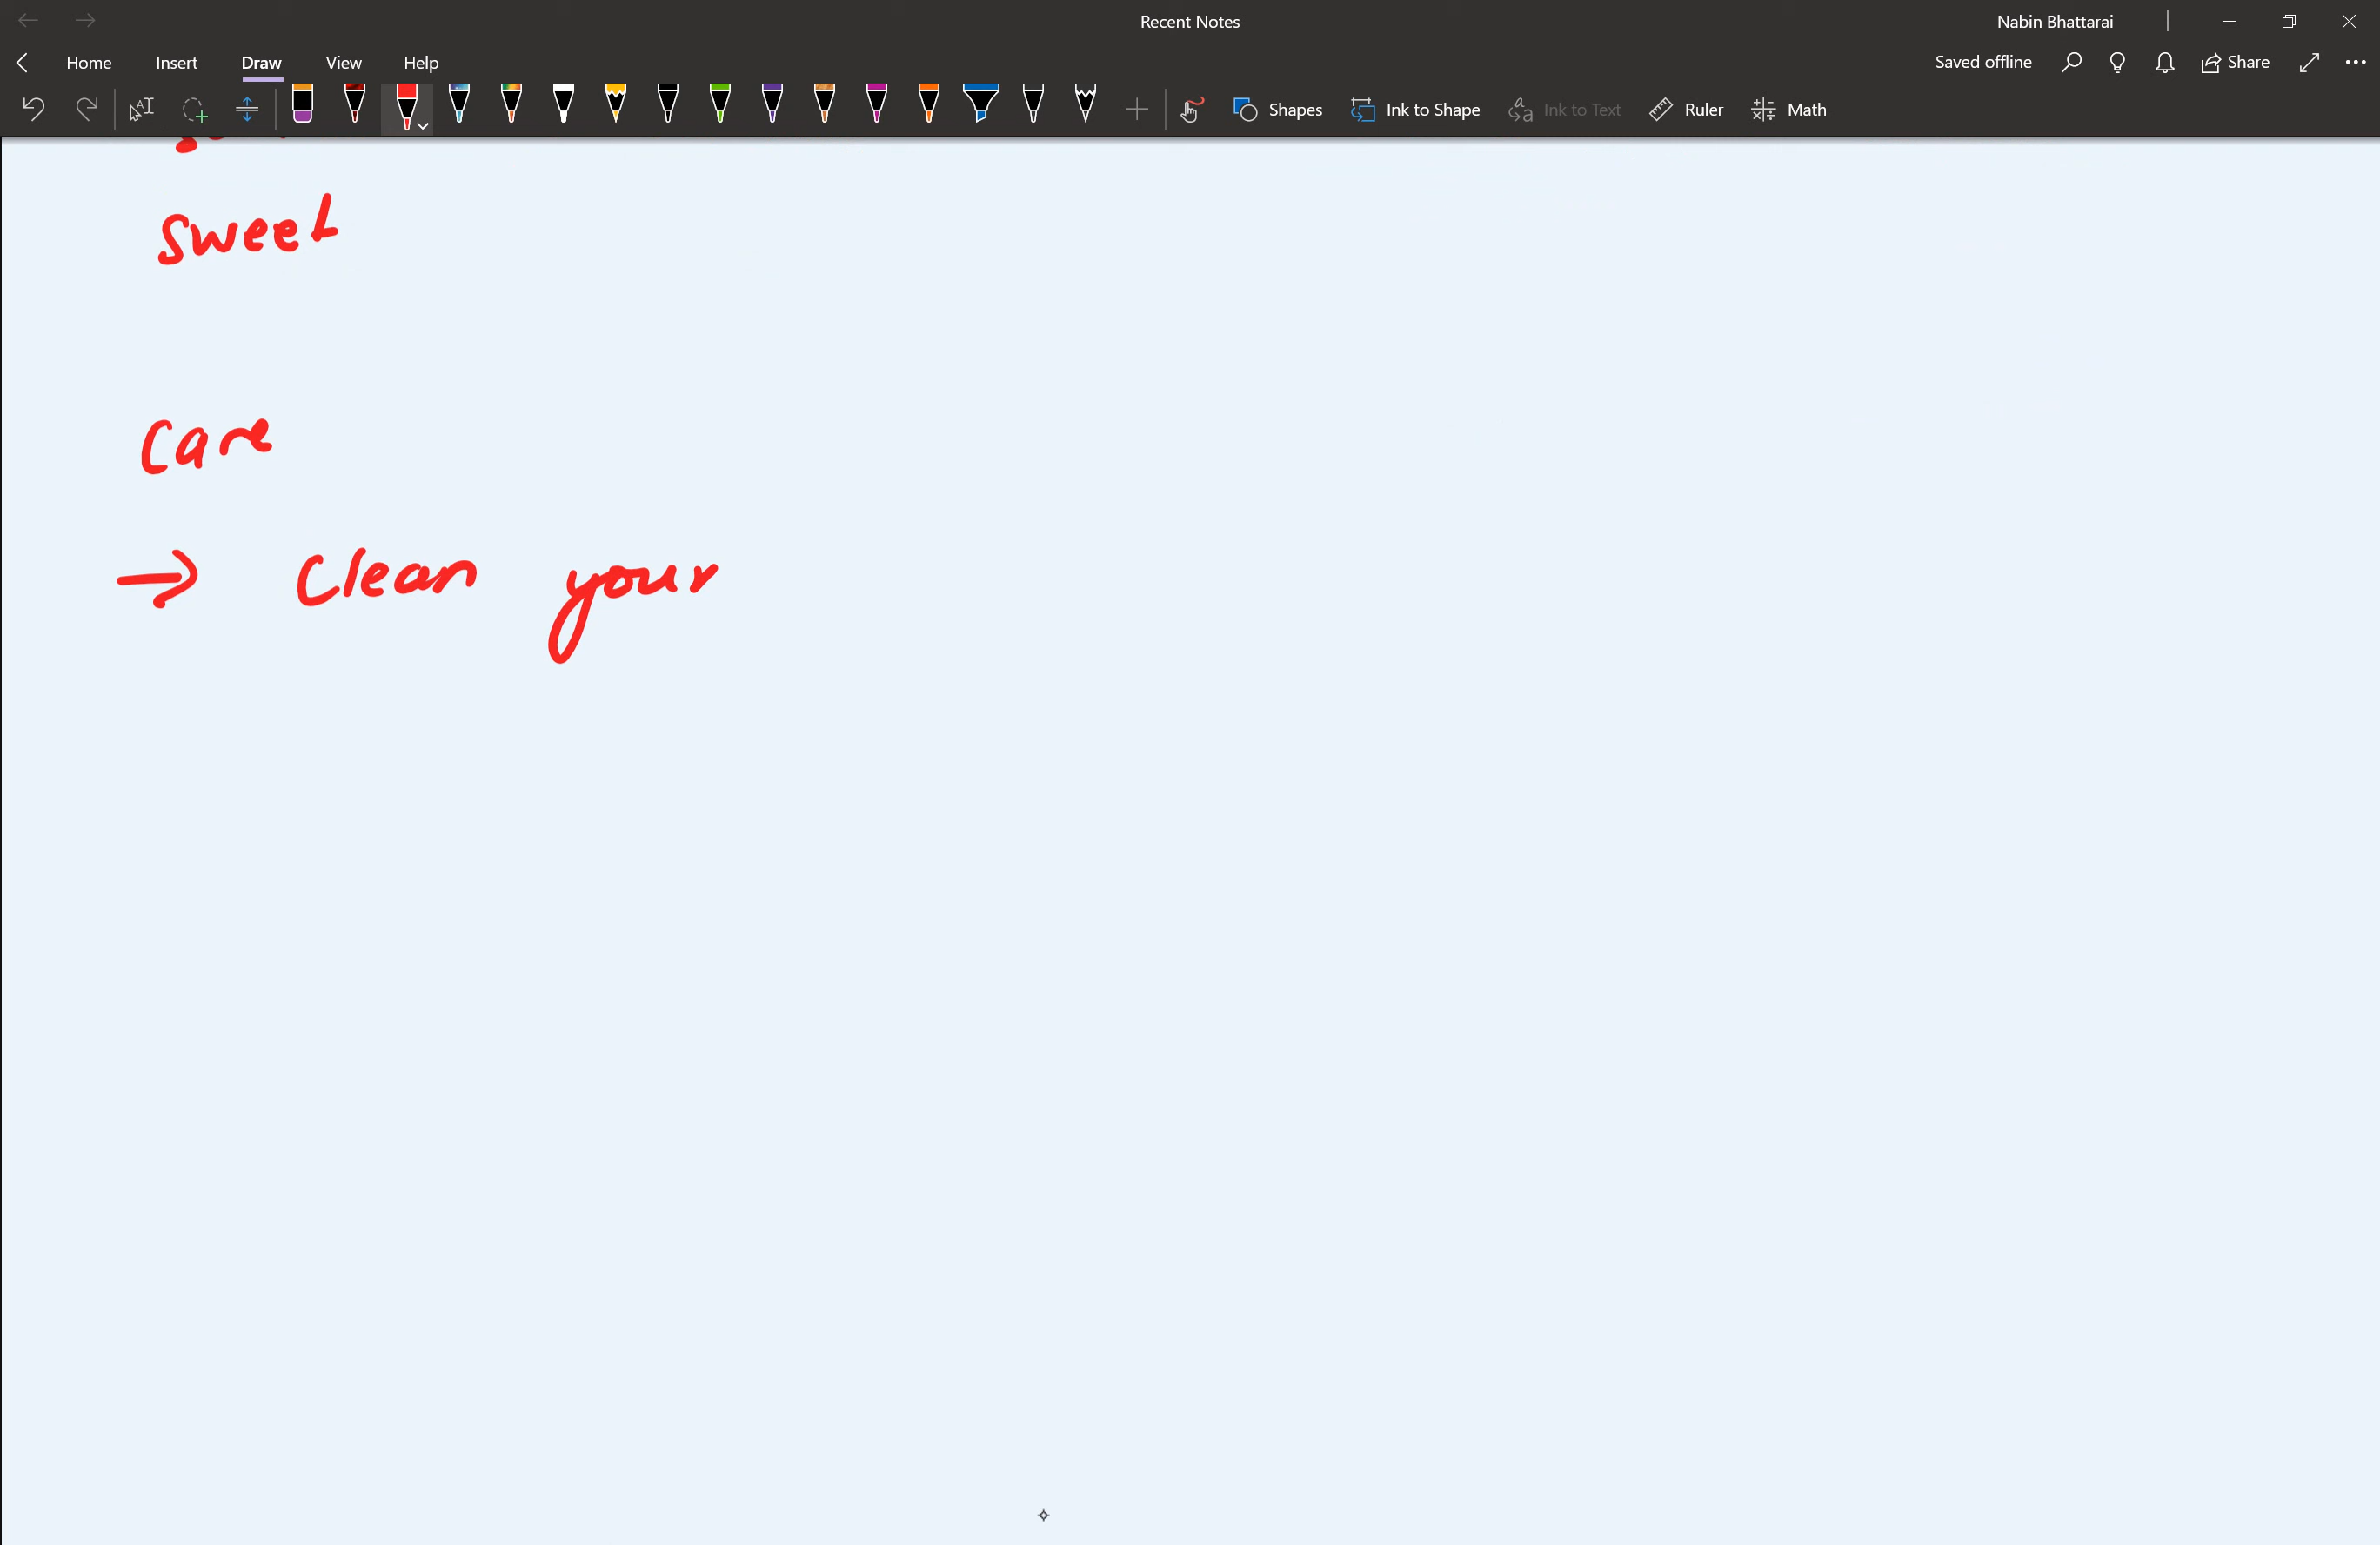 Recent Notes Nabin Bhattarai
Home Insert Draw View Help Saved offline Share
Shapes Ink to Shape Ink to Text Ruler Math
sweet
care
→ clean your